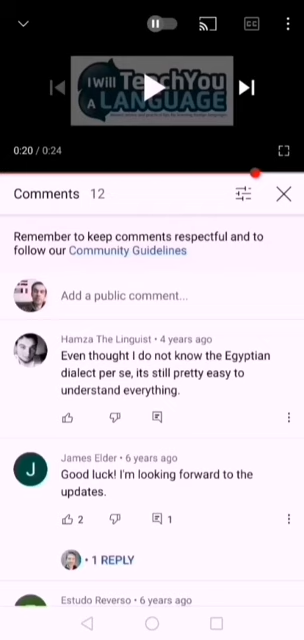 CC
I Will Teach You
A LANGUAGE
0:20 / 0:24
Comments 12
Remember to keep comments respectful and to
follow our Community Guidelines
Add a public comment...
Hamza The Linguist • 4 years ago
Even thought I do not know the Egyptian
dialect per se, its still pretty easy to
understand everything.
J
James Elder • 6 years ago
Good luck! I'm looking forward to the
updates.
2
1
• 1 REPLY
Estudo Reverso • 6 years ago